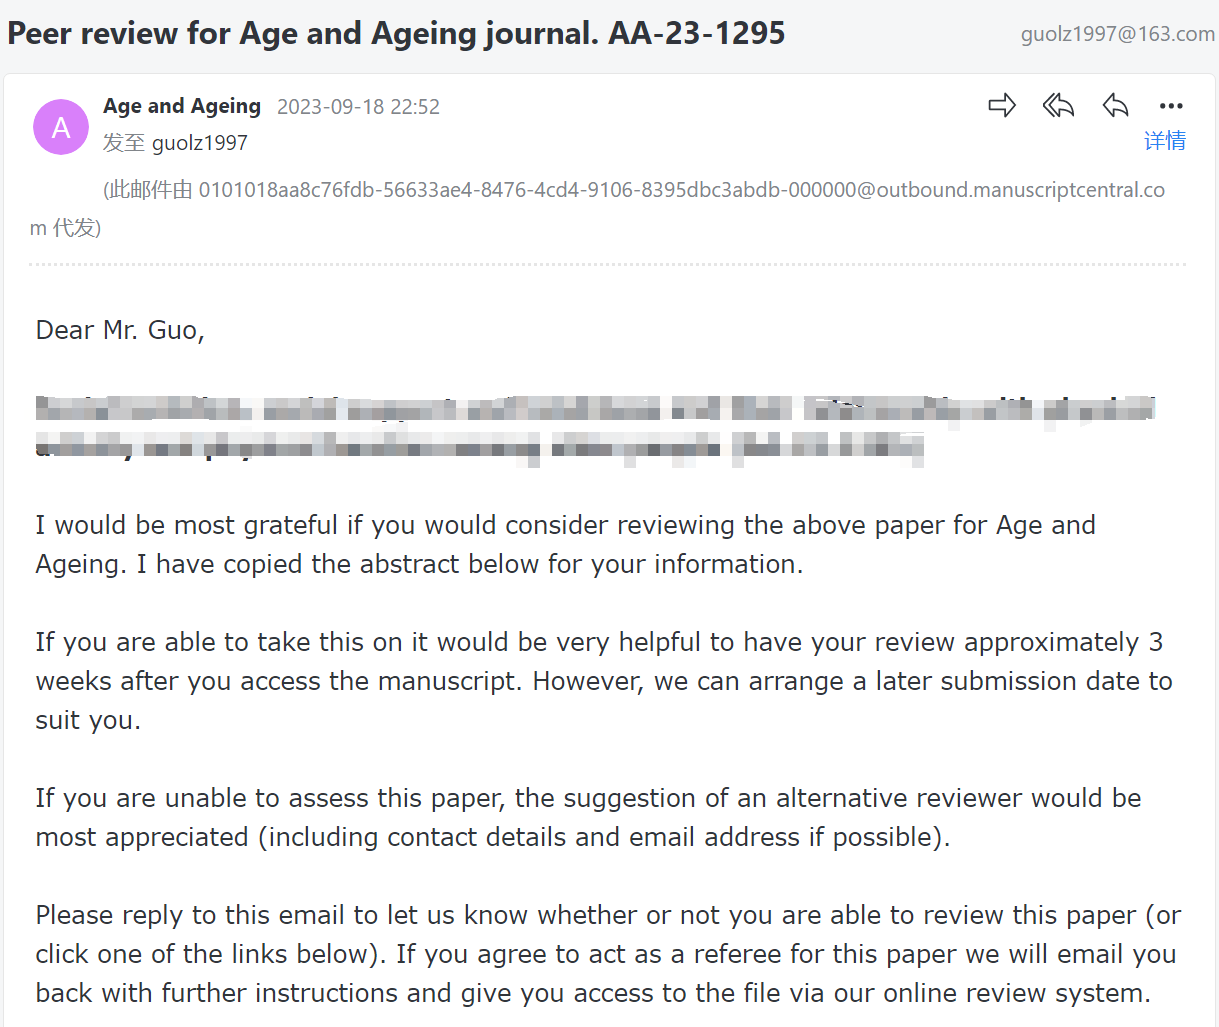 Peer review for Age and Ageing journal. AA-23-1295
guolz1997@163.com
A
Age and Ageing 2023-09-18 22:52
发至 guolz1997
详情
(此邮件由 0101018aa8c76fdb-56633ae4-8476-4cd4-9106-8395dbc3abdb-000000@outbound.manuscriptcentral.co
m 代发)
Dear Mr. Guo,
I would be most grateful if you would consider reviewing the above paper for Age and
Ageing. I have copied the abstract below for your information.
If you are able to take this on it would be very helpful to have your review approximately 3
weeks after you access the manuscript. However, we can arrange a later submission date to
suit you.
If you are unable to assess this paper, the suggestion of an alternative reviewer would be
most appreciated (including contact details and email address if possible).
Please reply to this email to let us know whether or not you are able to review this paper (or
click one of the links below). If you agree to act as a referee for this paper we will email you
back with further instructions and give you access to the file via our online review system.